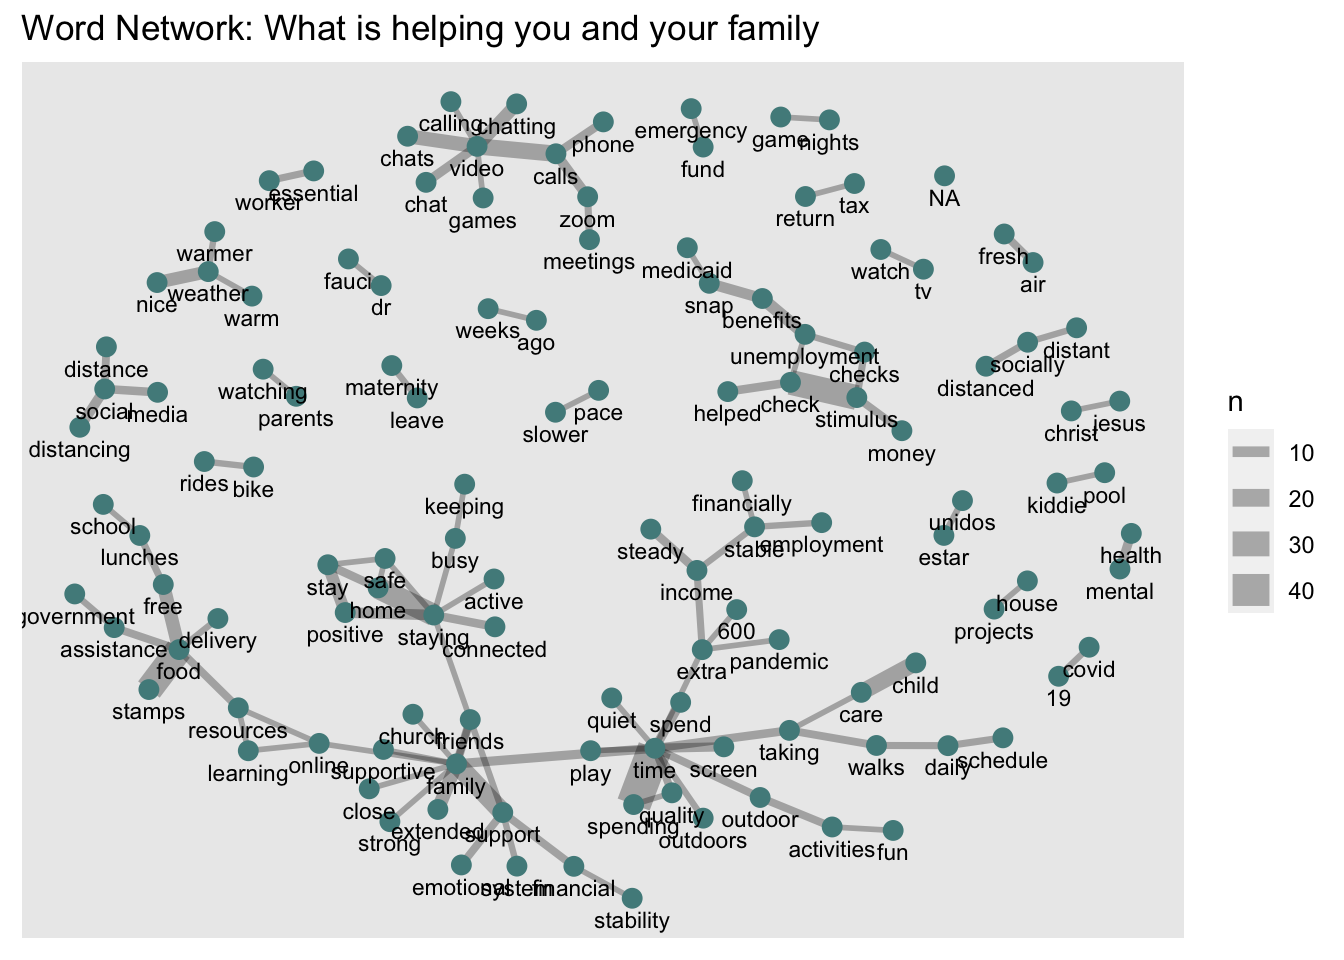 Word Network: What is helping you and your family
calling
chatting
chats
video
phone
calls
chat
games
zoom
meetings
emergency
fund
game
nights
worker
essential
return
tax
NA
warmer
weather
nice
warm
fauci
dr
medicaid
snap
benefits
unemployment
checks
check
helped
stimulus
money
watch
tv
fresh
air
weeks
ago
distance
social
media
distancing
watching
parents
maternity
leave
slower
pace
distant
socially
distanced
christ
jesus
rides
bike
kiddie
pool
school
lunches
free
government
assistance
delivery
food
stamps
resources
learning
online
keeping
busy
stay
safe
home
positive
staying
active
connected
financially
stable
employment
steady
income
600
extra
pandemic
unidos
estar
health
mental
house
projects
covid
19
child
care
quiet
spend
time
play
screen
taking
walks
daily
schedule
church
friends
supportive
family
close
strong
extended
support
spending
quality
outdoors
outdoor
activities
fun
emotional
system
financial
stability
n
10
20
30
40